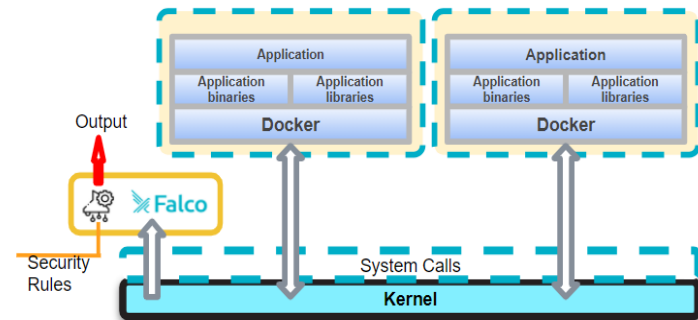 Application
Application
binaries
Application
libraries
Docker
Application
Application
binaries
Application
libraries
Docker
Output
Falco
Security
Rules
System Calls
Kernel